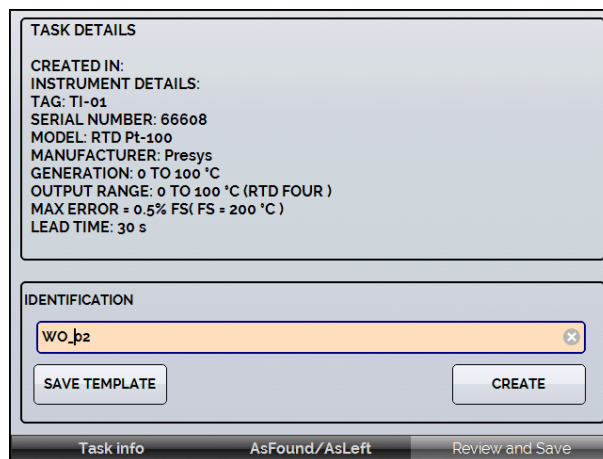 TASK DETAILS
CREATED IN:
INSTRUMENT DETAILS:
TAG: TI-01
SERIAL NUMBER: 66608
MODEL: RTD Pt-100
MANUFACTURER: Presys
GENERATION: 0 TO 100 °C
OUTPUT RANGE: 0 TO 100 °C (RTD FOUR )
MAX ERROR = 0.5% FS( FS = 200 °C )
LEAD TIME: 30 s
IDENTIFICATION
WO_02
SAVE TEMPLATE
CREATE
Task info
AsFound/AsLeft
Review and Save